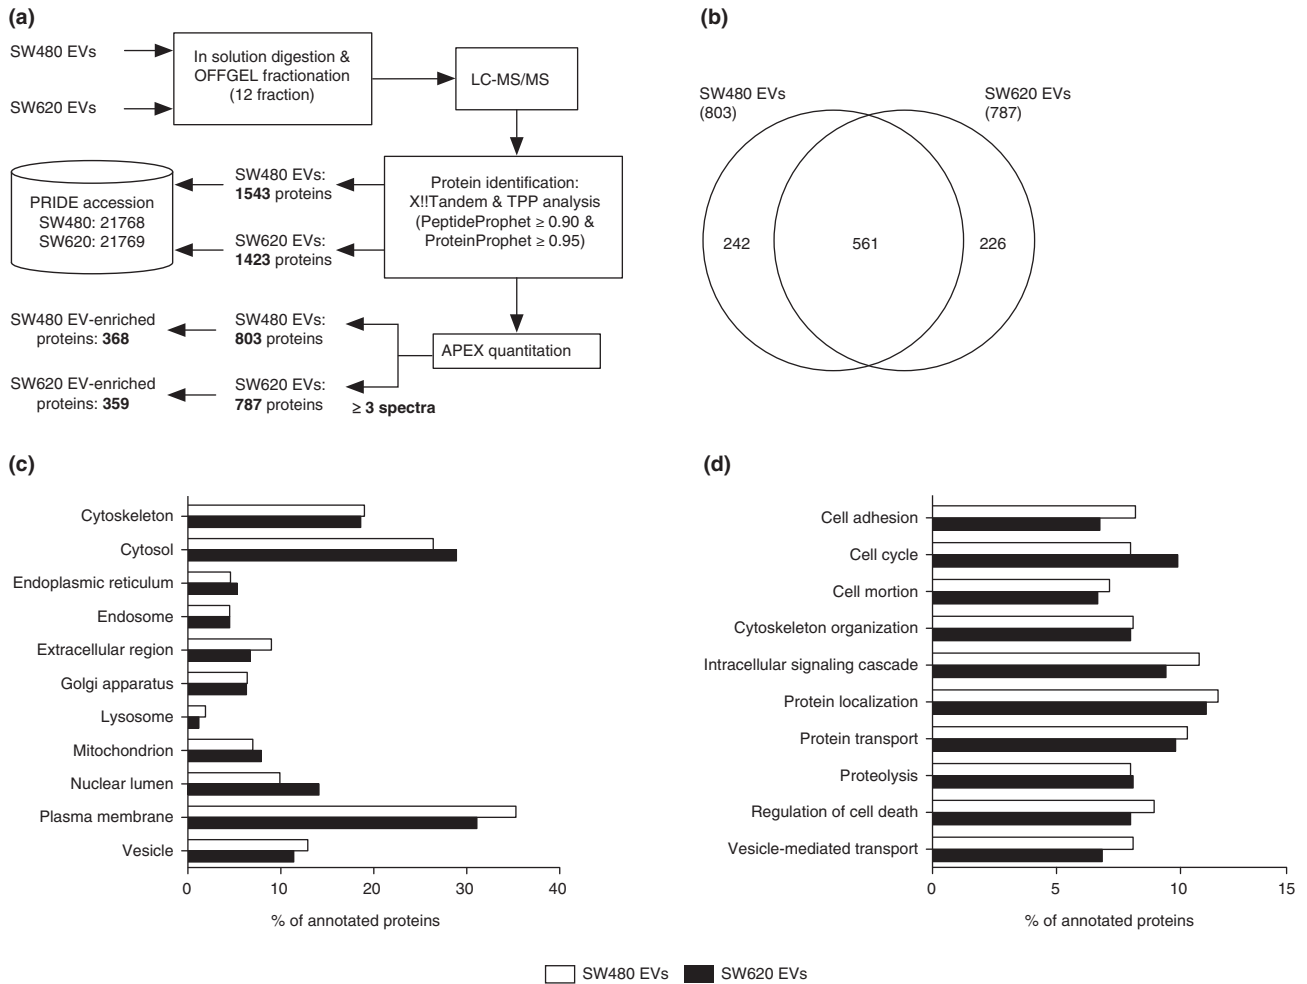 (a)
SW480 EVs
SW620 EVs
In solution digestion &
OFFGEL fractionation
(12 fraction)
LC-MS/MS
Protein identification:
X!!Tandem & TPP analysis
(PeptideProphet ≥ 0.90 &
ProteinProphet ≥ 0.95)
SW480 EVs:
1543 proteins
SW620 EVs:
1423 proteins
PRIDE accession
SW480: 21768
SW620: 21769
APEX quantitation
SW480 EVs:
803 proteins
SW620 EVs:
787 proteins
≥ 3 spectra
SW480 EV-enriched
proteins: 368
SW620 EV-enriched
proteins: 359
(b)
SW480 EVs
(803)
SW620 EVs
(787)
242
561
226
(c)
Cytoskeleton
Cytosol
Endoplasmic reticulum
Endosome
Extracellular region
Golgi apparatus
Lysosome
Mitochondrion
Nuclear lumen
Plasma membrane
Vesicle
0 10 20 30 40
% of annotated proteins
(d)
Cell adhesion
Cell cycle
Cell mortion
Cytoskeleton organization
Intracellular signaling cascade
Protein localization
Protein transport
Proteolysis
Regulation of cell death
Vesicle-mediated transport
0 5 10 15
% of annotated proteins
SW480 EVs
SW620 EVs